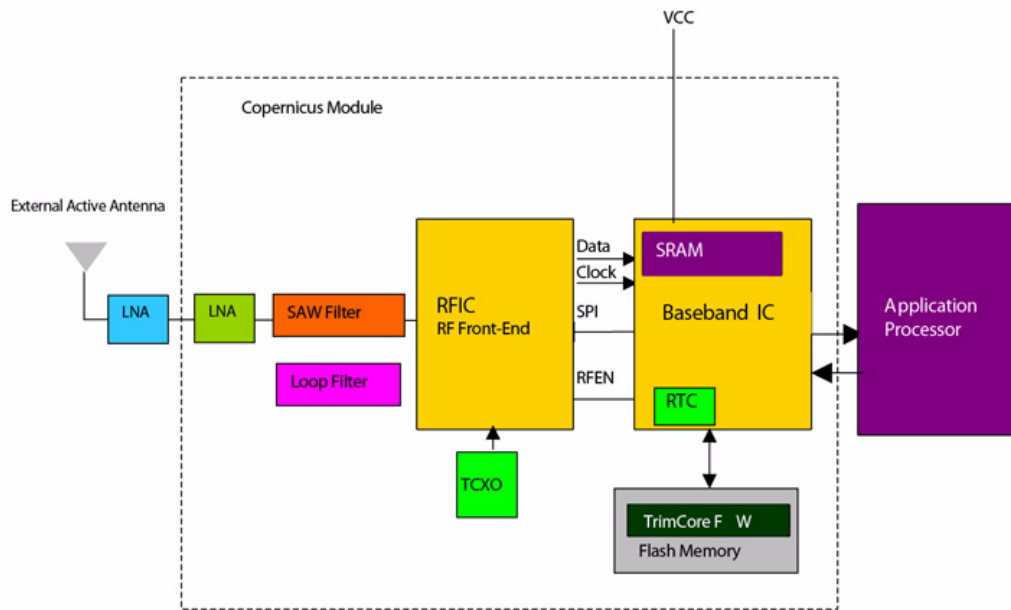 VCC
Copernicus Module
External Active Antenna
LNA
LNA
SAW Filter
Loop Filter
RFIC
RF Front-End
TCXO
Data
Clock
SPI
RFEN
SRAM
Baseband IC
RTC
TrimCore F W
Flash Memory
Application
Processor